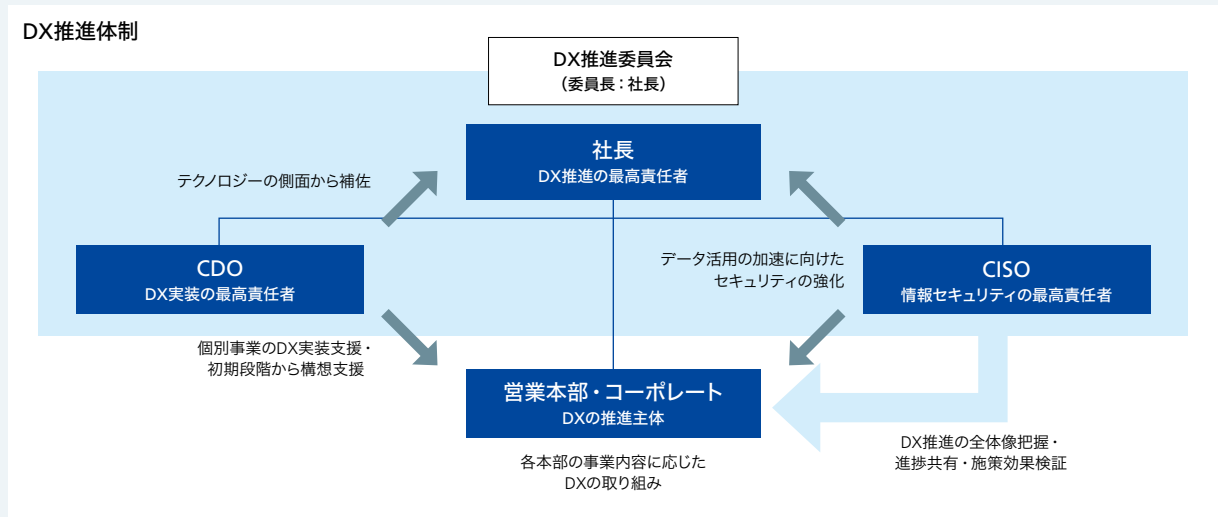 DX推進体制
DX推進委員会
（委員長：社長）
社長
DX推進の最高責任者
テクノロジーの側面から補佐
CDO
DX実装の最高責任者
データ活用の加速に向けた
セキュリティの強化
CISO
情報セキュリティの最高責任者
個別事業のDX実装支援・
初期段階から構想支援
営業本部・コーポレート
DXの推進主体
各本部の事業内容に応じた
DXの取り組み
DX推進の全体像把握・
進捗共有・施策効果検証